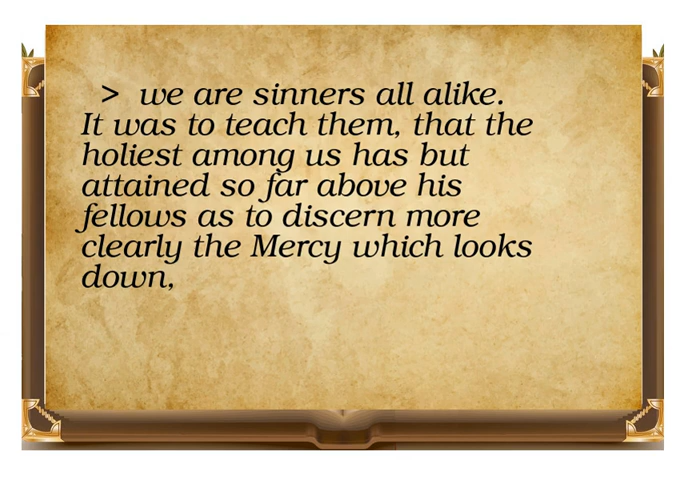 > we are sinners all alike.
It was to teach them, that the
holiest among us has but
attained so far above his
fellows as to discern more
clearly the Mercy which looks
down,